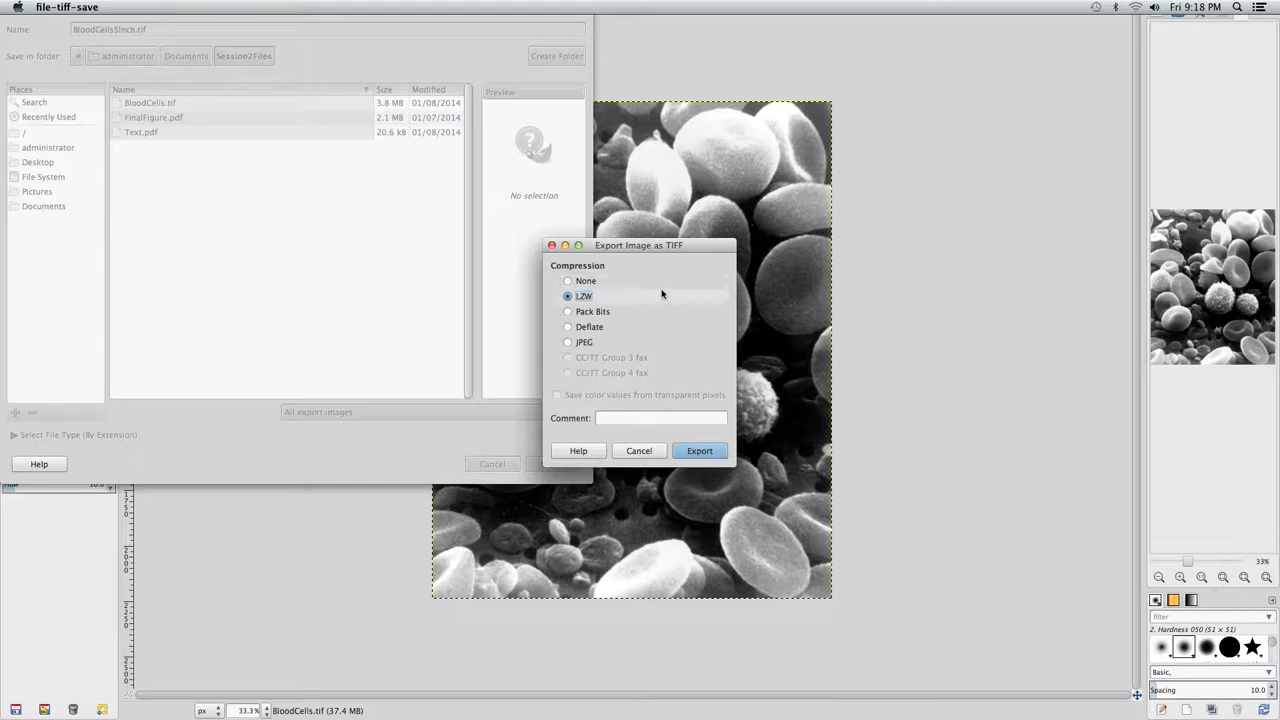 file-tiff-save
Fri 9:18 PM
Name:
BloodCells5Inch.tif
Save in folder:
administrator
Documents
Session2Files
Create Folder
Places
Name
Size
Modified
Preview
Search
BloodCells.tif
3.8 MB
01/08/2014
Recently Used
FinalFigure.pdf
2.1 MB
01/07/2014
/
Text.pdf
20.6 kB
01/08/2014
administrator
Desktop
File System
Pictures
No selection
Documents
Export Image as TIFF
Compression
None
LZW
Pack Bits
Deflate
JPEG
CCITT Group 3 fax
CCITT Group 4 fax
Save color values from transparent pixels
All export images
Comment:
Select File Type (By Extension)
Help
Cancel
Export
Help
Cancel
10.0
33%
filter
2. Hardness 050 (51 × 51)
Basic,
Spacing
10.0
px
33.3%
BloodCells.tif (37.4 MB)